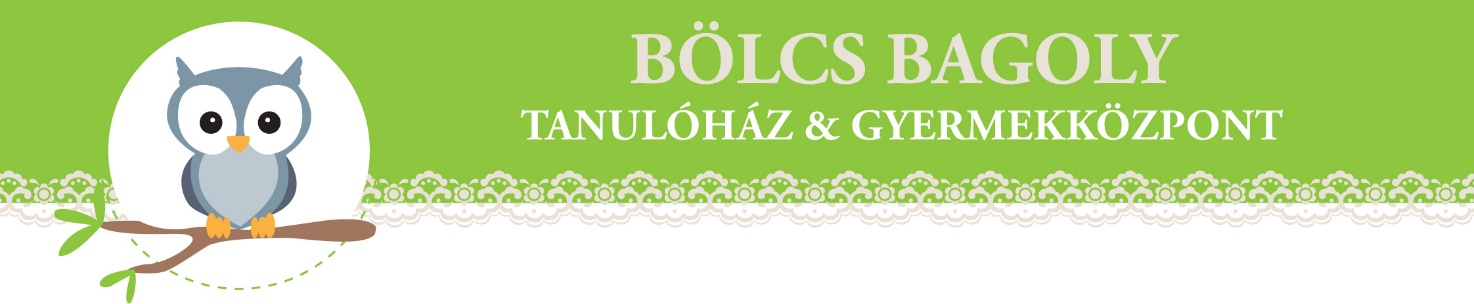 BÖLCS BAGOLY
TANULÓHÁZ & GYERMEKKÖZPONT